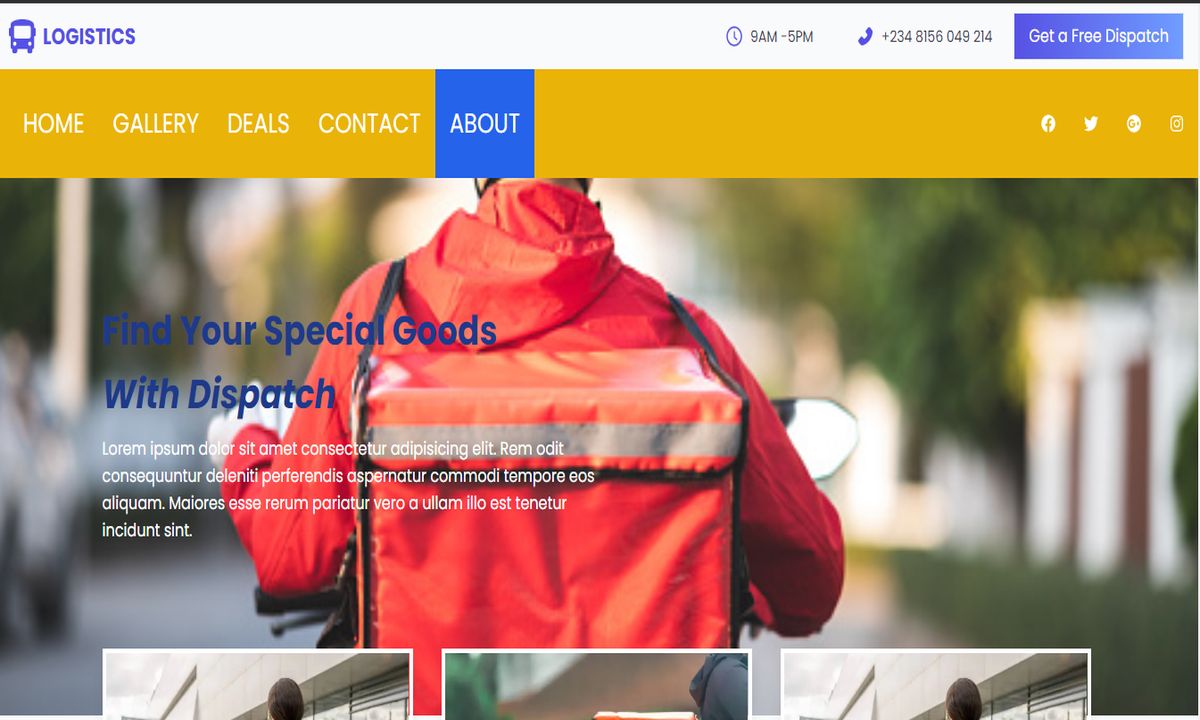 LOGISTICS
9AM -5PM
+234 8156 049 214
Get a Free Dispatch
HOME
GALLERY
DEALS
CONTACT
ABOUT
Find Your Special Goods
With Dispatch
Lorem ipsum dolor sit amet consectetur adipisicing elit. Rem odit
consequuntur deleniti perferendis aspernatur commodi tempore eos
aliquam. Maiores esse rerum pariatur vero a ullam illo est tenetur
incidunt sint.